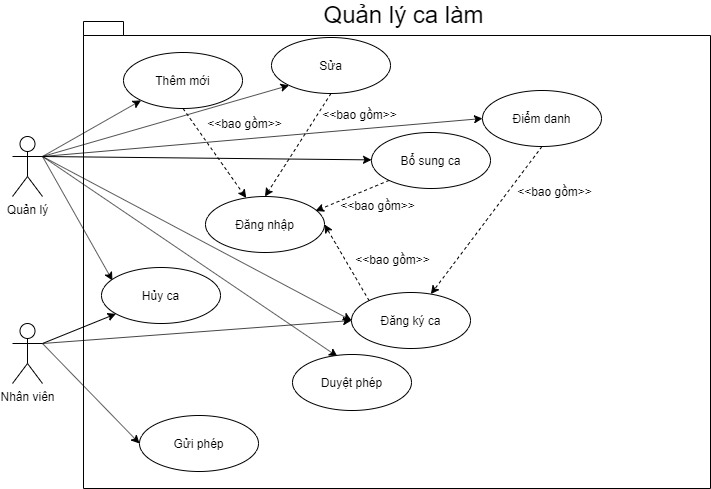 Quản lý ca làm
Sửa
Thêm mới
<<bao gồm>>
<<bao gồm>>
Điểm danh
Bổ sung ca
<<bao gồm>>
<<bao gồm>>
Quản lý
Đăng nhập
<<bao gồm>>
Hủy ca
Đăng ký ca
Duyệt phép
Nhân viên
Gửi phép